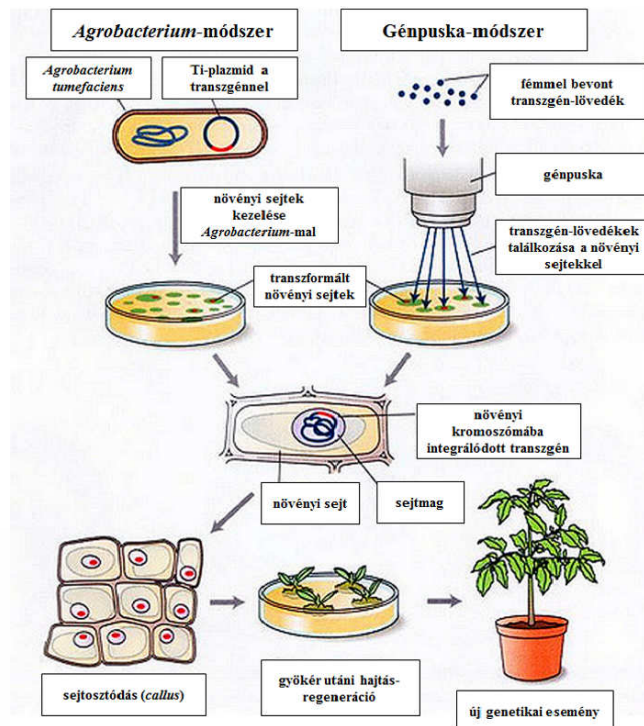 Agrobacterium-módszer
Génpuska-módszer
Agrobacterium
tumefaciens
Ti-plazmid a
transzgénnel
fémmel bevont
transzgén-lövedék
génpuska
növényi sejtek
kezelése
Agrobacterium-mal
transzgén-lövedékek
találkozása a növényi
sejtekkel
transzformált
növényi sejtek
növényi
kromoszómába
integrálódott transzgén
növényi sejt
sejtmag
sejtosztódás (callus)
gyökér utáni hajtás-
regeneráció
új genetikai esemény